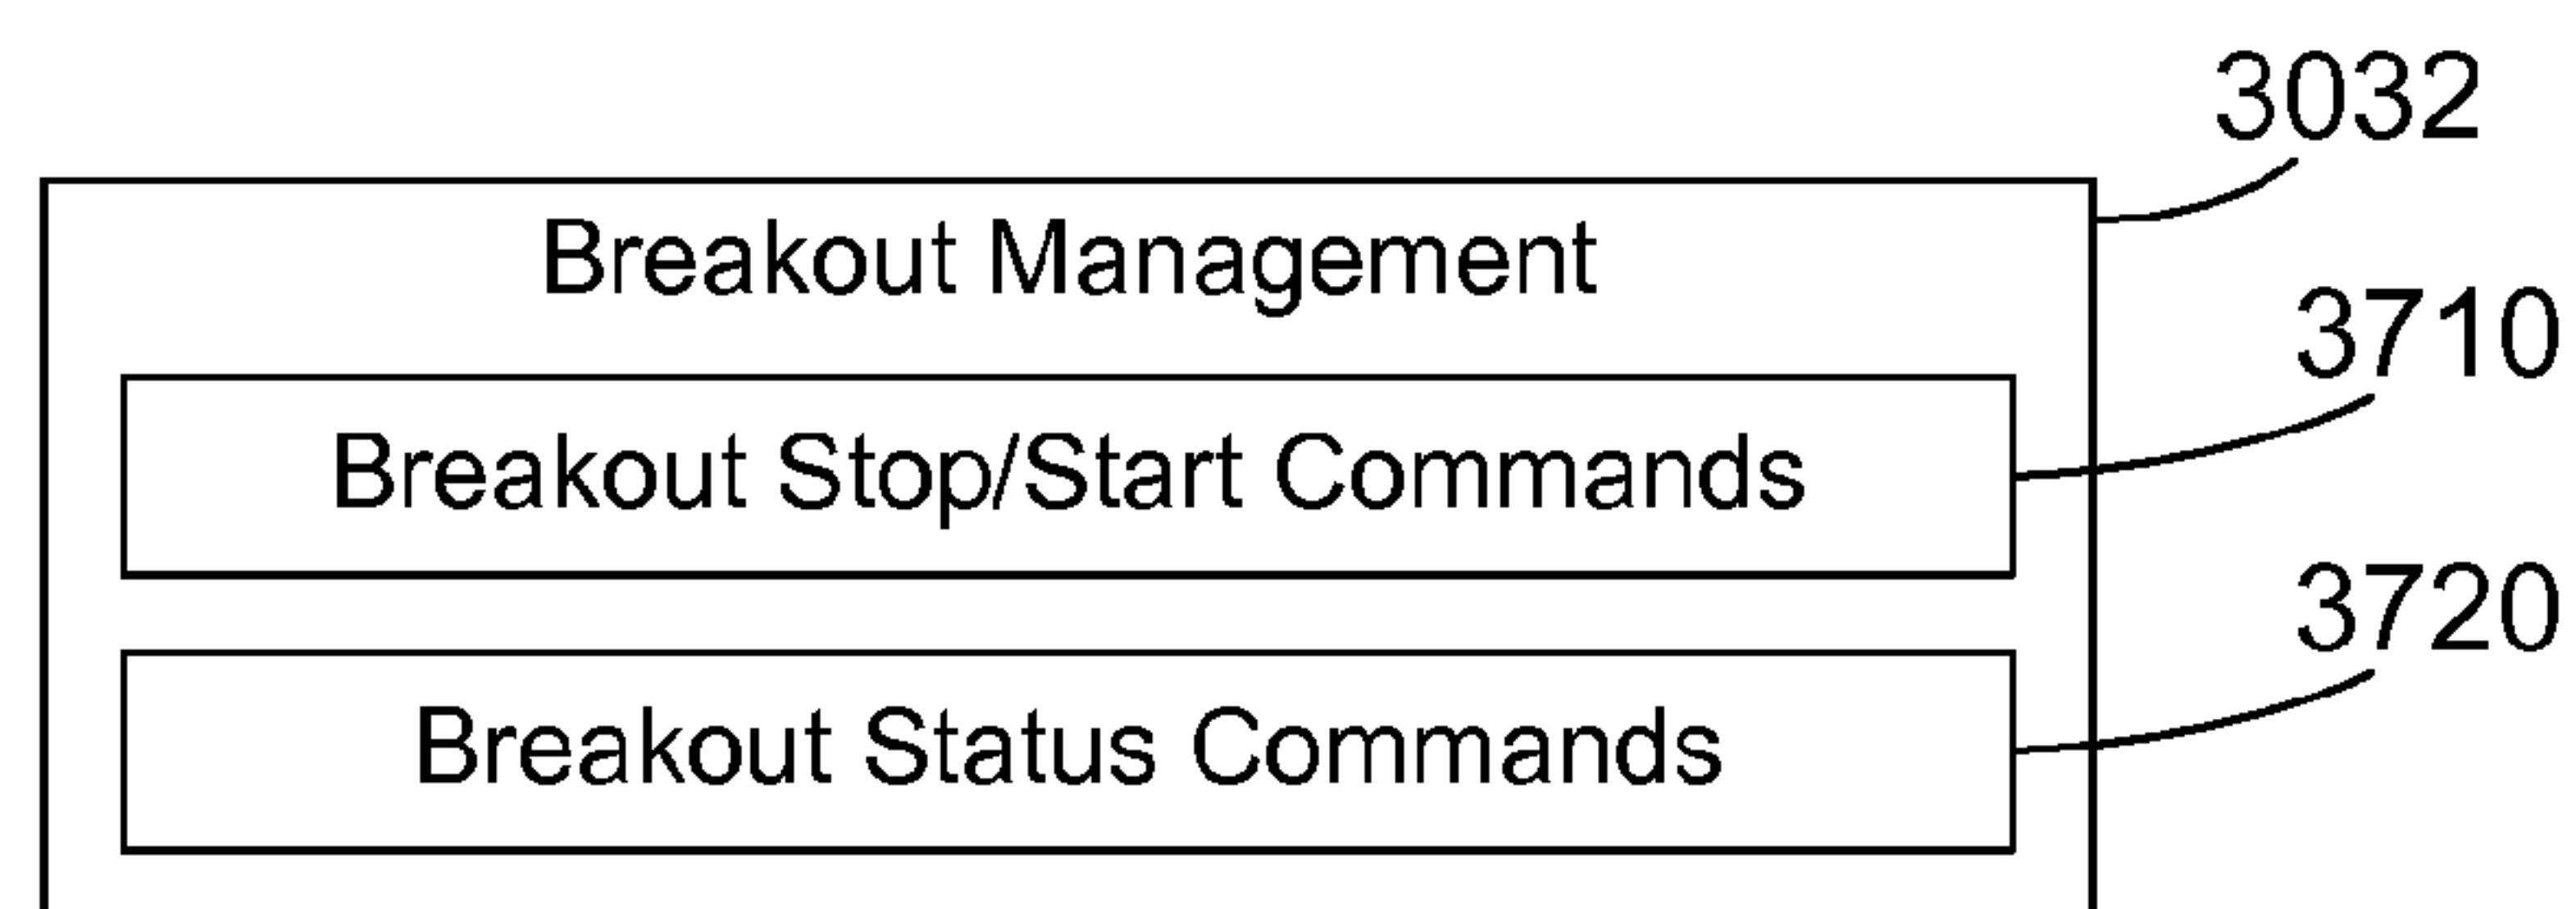 3032
Breakout Management
3710
Breakout Stop/Start Commands
3720
Breakout Status Commands